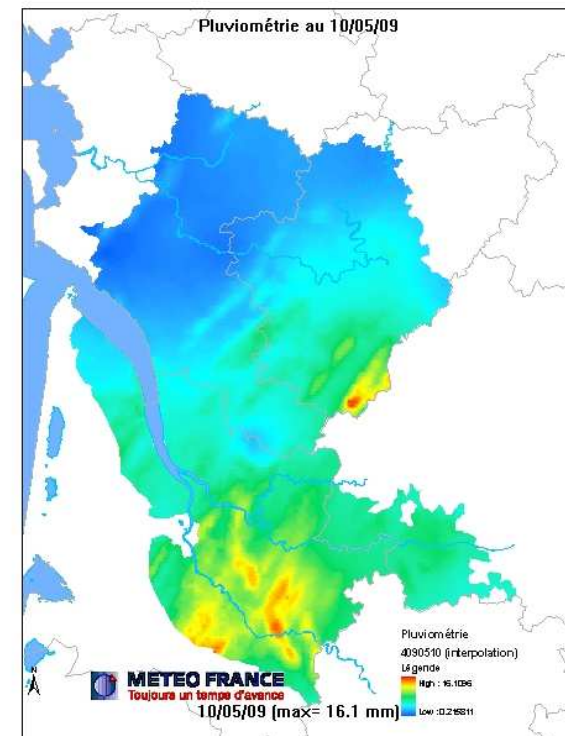 Pluviométrie au 10/05/09
Pluviométrie
4090510 (interpolation)
Légende
High : 16.1096
Low : 0.215811
N
METEO FRANCE
Toujours un temps d'avance
10/05/09 (max= 16.1 mm)